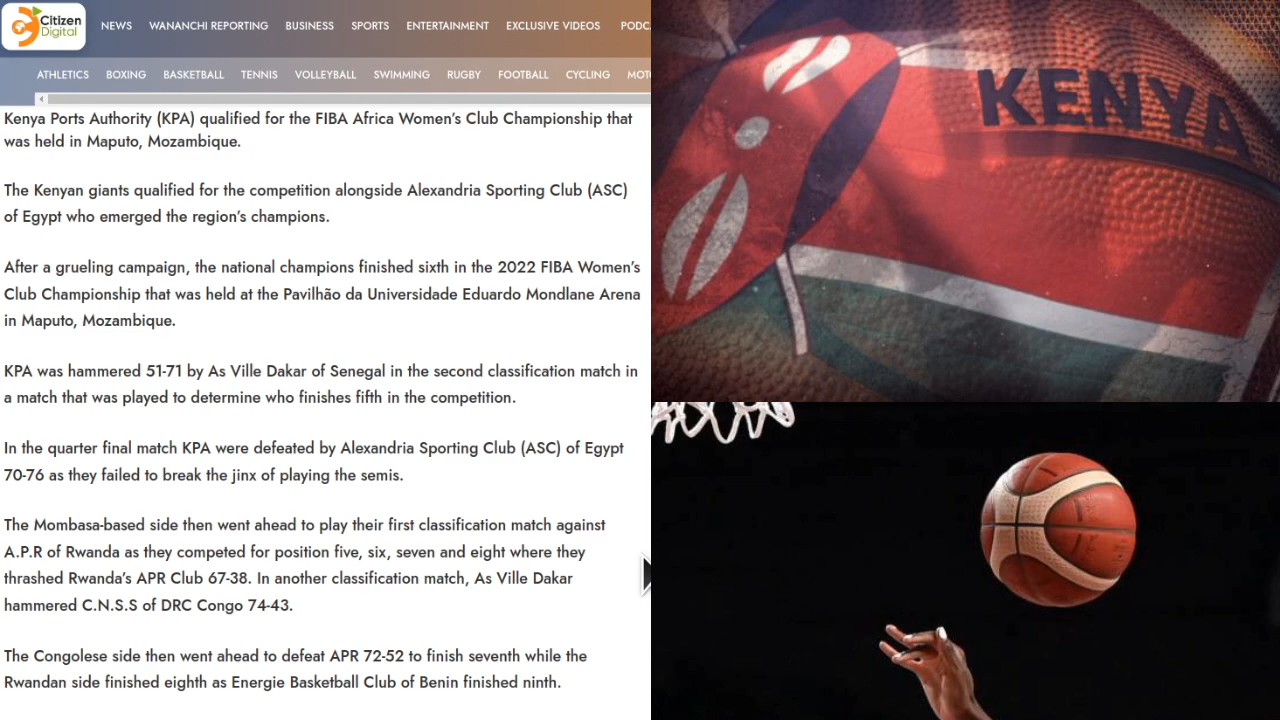 Citizen
Digital
NEWS WANANCHI REPORTING BUSINESS SPORTS ENTERTAINMENT EXCLUSIVE VIDEOS
ATHLETICS BOXING BASKETBALL TENNIS VOLLEYBALL SWIMMING RUGBY FOOTBALL CYCLING
Kenya Ports Authority (KPA) qualified for the FIBA Africa Women’s Club Championship that
was held in Maputo, Mozambique.
The Kenyan giants qualified for the competition alongside Alexandria Sporting Club (ASC)
of Egypt who emerged the region’s champions.
After a grueling campaign, the national champions finished sixth in the 2022 FIBA Women’s
Club Championship that was held at the Pavilhão da Universidade Eduardo Mondlane Arena
in Maputo, Mozambique.
KPA was hammered 51-71 by As Ville Dakar of Senegal in the second classification match in
a match that was played to determine who finishes fifth in the competition.
In the quarter final match KPA were defeated by Alexandria Sporting Club (ASC) of Egypt
70-76 as they failed to break the jinx of playing the semis.
The Mombasa-based side then went ahead to play their first classification match against
A.P.R of Rwanda as they competed for position five, six, seven and eight where they
thrashed Rwanda’s APR Club 67-38. In another classification match, As Ville Dakar
hammered C.N.S.S of DRC Congo 74-43.
The Congolese side then went ahead to defeat APR 72-52 to finish seventh while the
Rwandan side finished eighth as Energie Basketball Club of Benin finished ninth.
KENYA